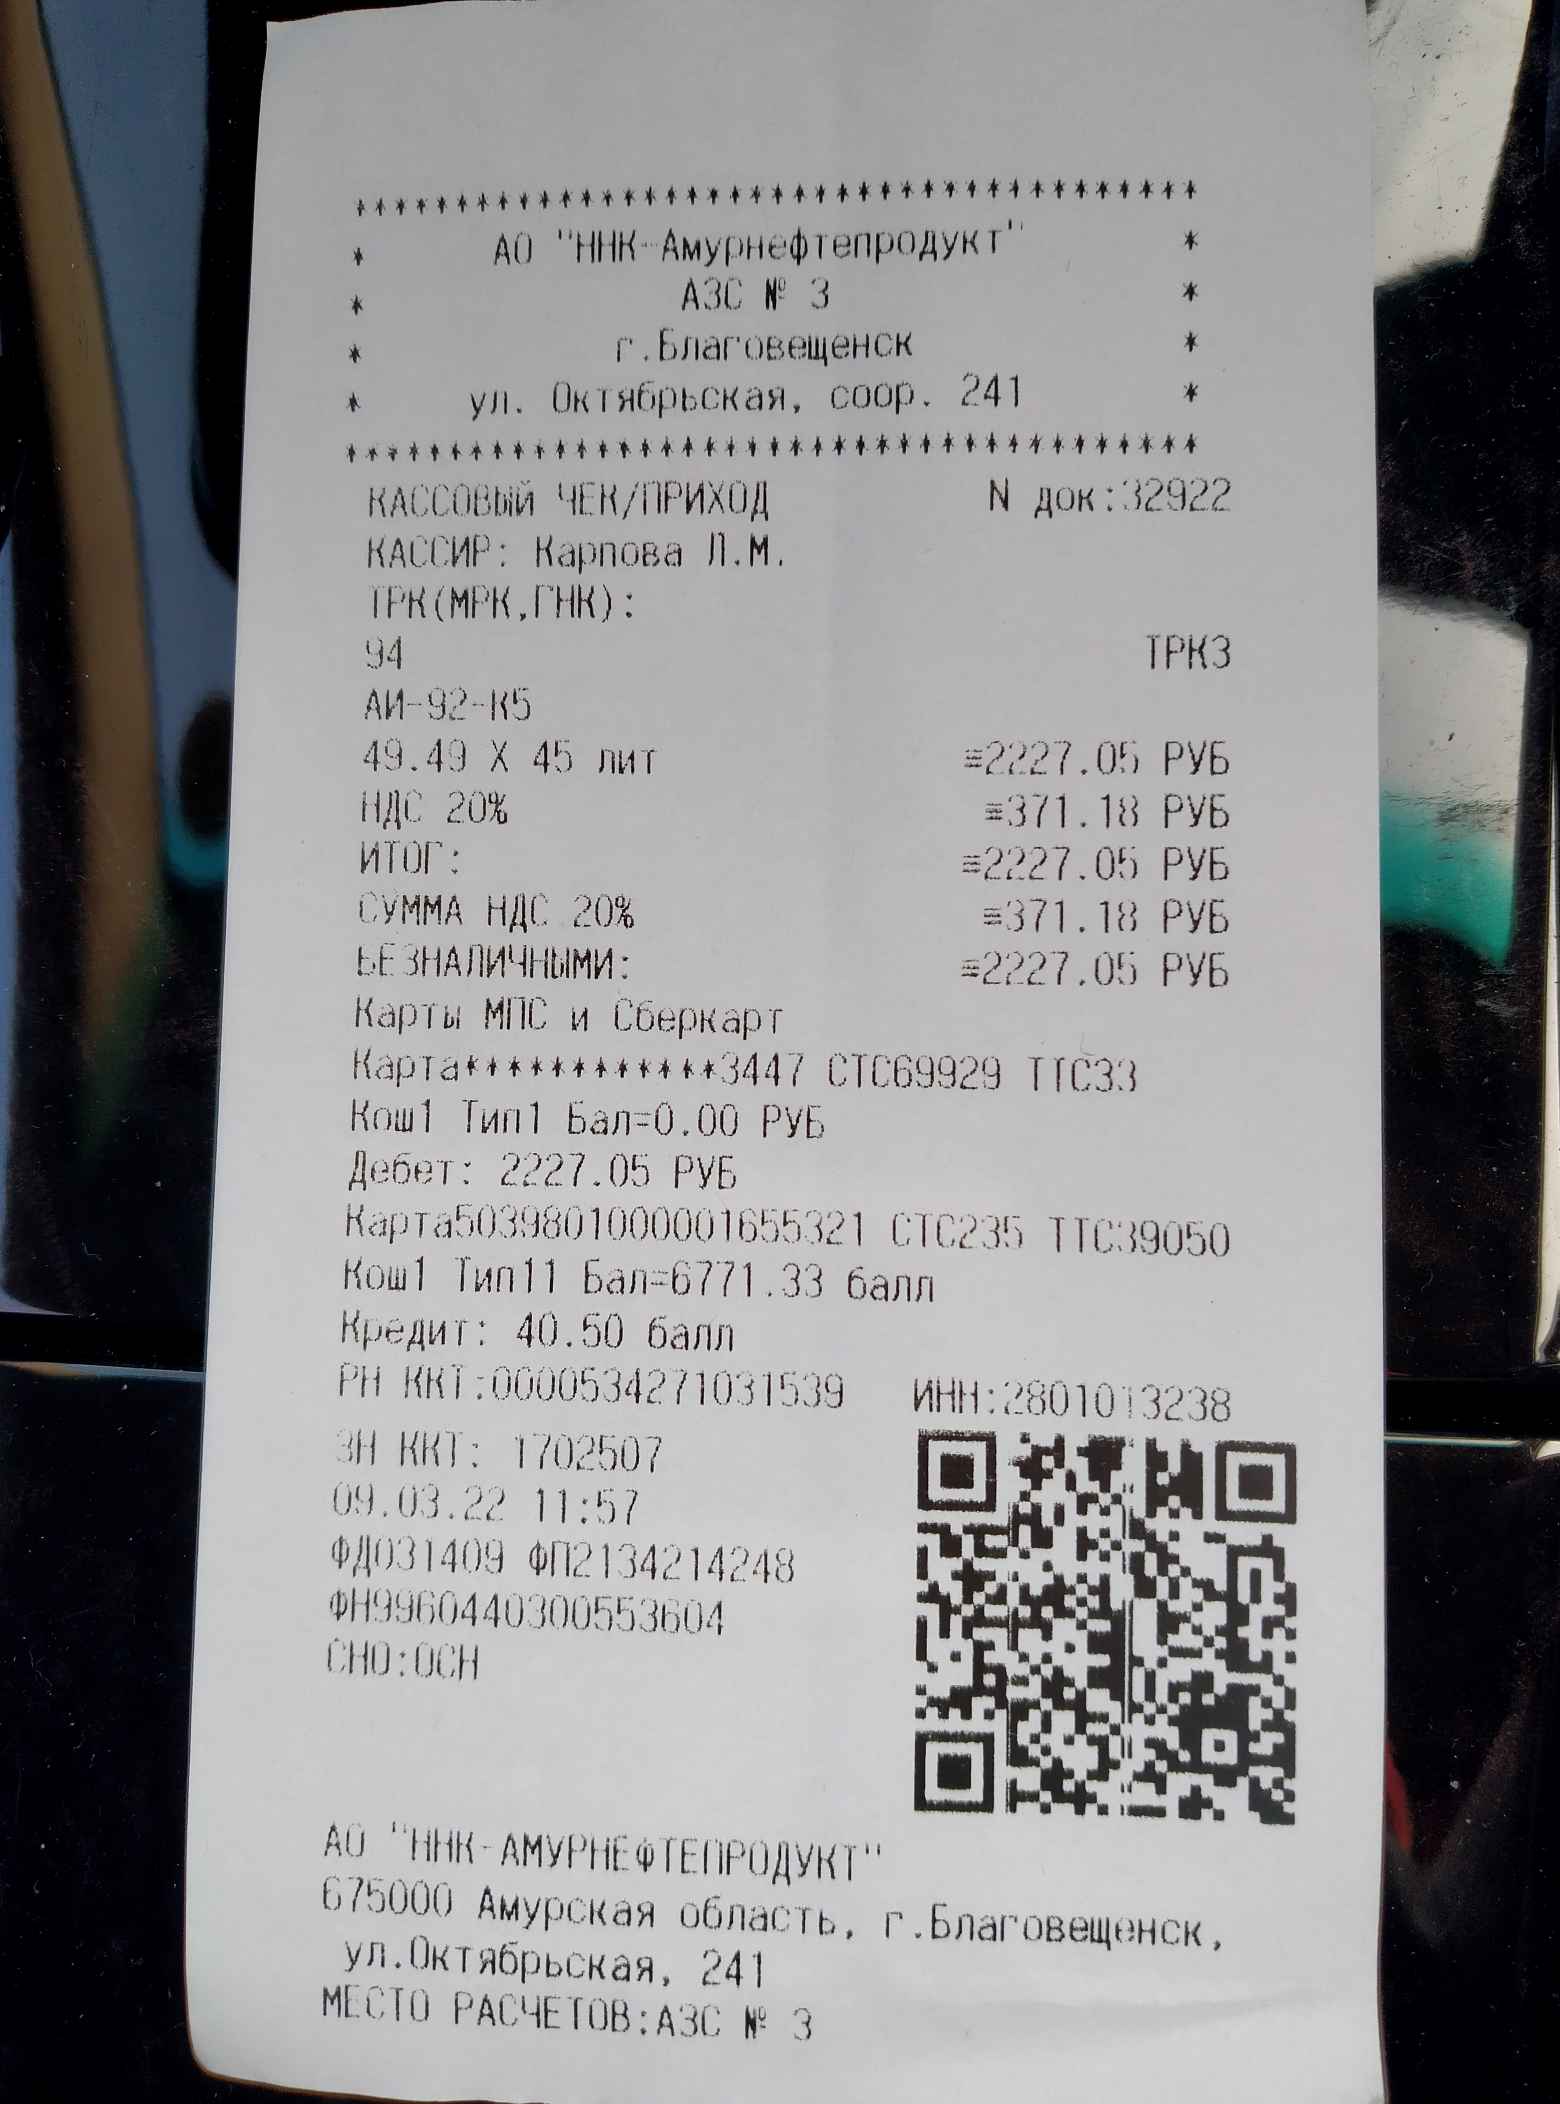 *****************************************
* АО "ННК-Амурнефтепродукт" *
* АЗС № 3 *
* г.Благовещенск *
* ул. Октябрьская, соор. 241 *
*****************************************
КАССОВЫЙ ЧЕК/ПРИХОД N док:32922
КАССИР: Карпова Л.М.
ТРК(МРК,ГНК):
94 ТРК3
АИ-92-К5
49.49 X 45 лит ≡2227.05 РУБ
НДС 20% ≡371.18 РУБ
ИТОГ: ≡2227.05 РУБ
СУММА НДС 20% ≡371.18 РУБ
БЕЗНАЛИЧНЫМИ: ≡2227.05 РУБ
Карты МПС и Сберкарт
Карта************3447 СТС69929 ТТС33
Кош1 Тип1 Бал=0.00 РУБ
Дебет: 2227.05 РУБ
Карта5039801000001655321 СТС235 ТТС39050
Кош1 Тип11 Бал=6771.33 балл
Кредит: 40.50 балл
РН ККТ:0000534271031539 ИНН:2801013238
ЗН ККТ: 1702507
09.03.22 11:57
ФД031409 ФП2134214248
ФН9960440300553604
СНО:ОСН
АО "ННК-АМУРНЕФТЕПРОДУКТ"
675000 Амурская область, г.Благовещенск,
ул.Октябрьская, 241
МЕСТО РАСЧЕТОВ:АЗС № 3